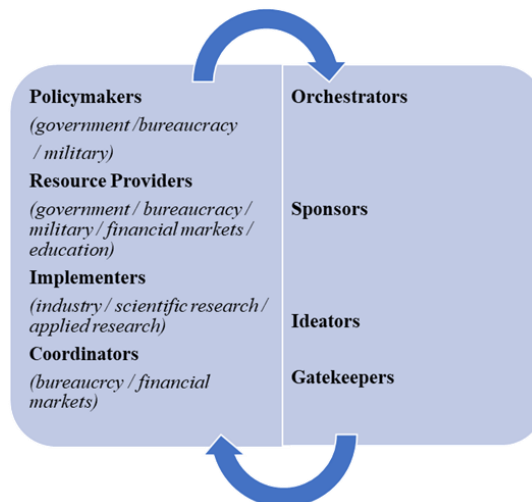 Policymakers
(government /bureaucracy
/ military)
Resource Providers
(government / bureaucracy /
military / financial markets /
education)
Implementers
(industry / scientific research /
applied research)
Coordinators
(bureaucrcy / financial
markets)
Orchestrators
Sponsors
Ideators
Gatekeepers